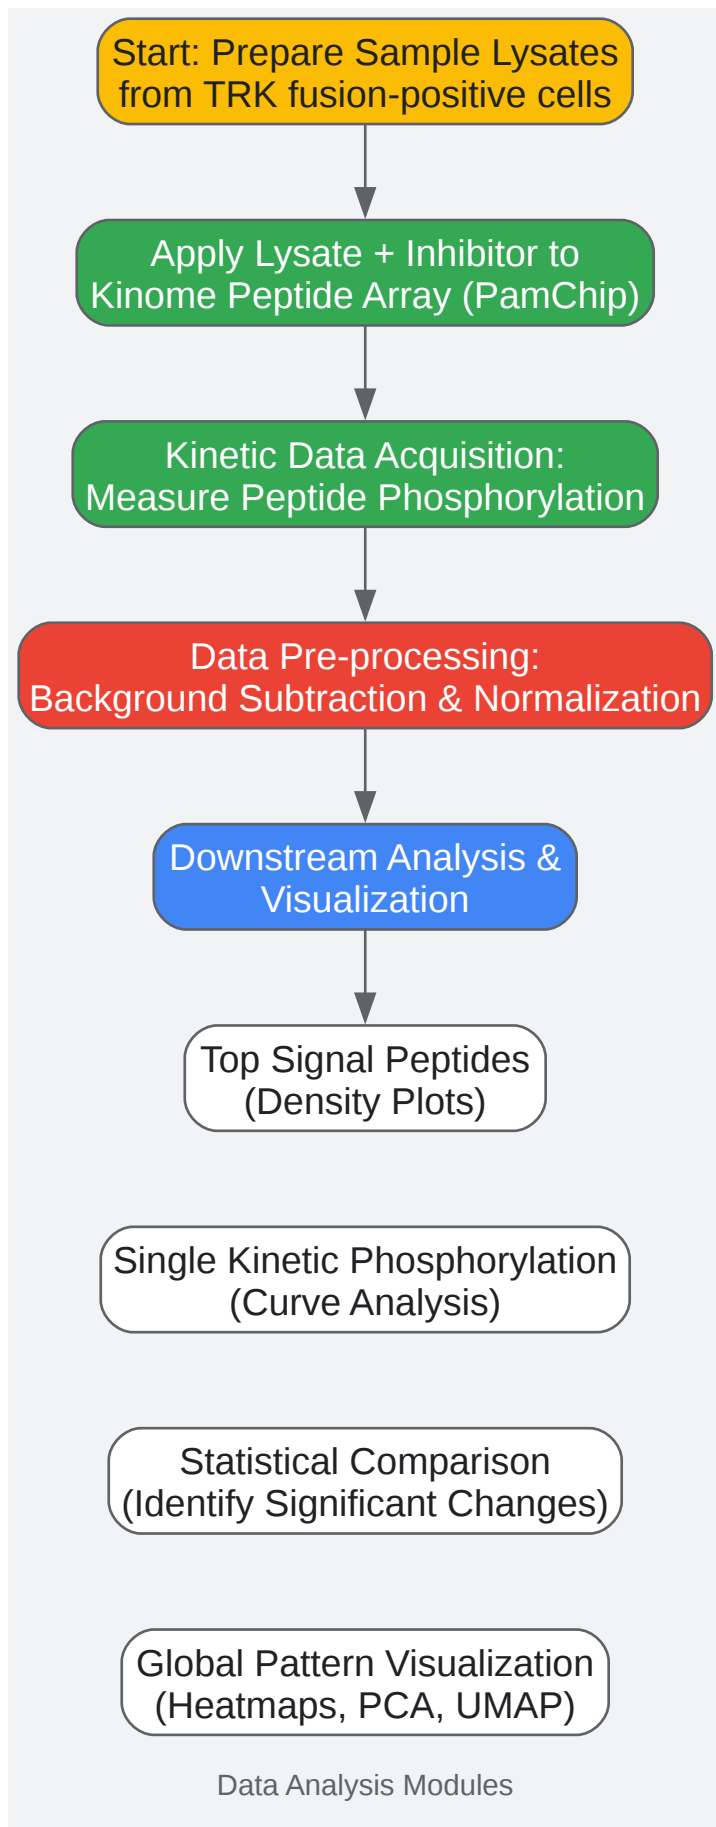 Start: Prepare Sample Lysates
from TRK fusion-positive cells
Apply Lysate + Inhibitor to
Kinome Peptide Array (PamChip)
Kinetic Data Acquisition:
Measure Peptide Phosphorylation
Data Pre-processing:
Background Subtraction & Normalization
Downstream Analysis &
Visualization
Top Signal Peptides
(Density Plots)
Single Kinetic Phosphorylation
(Curve Analysis)
Statistical Comparison
(Identify Significant Changes)
Global Pattern Visualization
(Heatmaps, PCA, UMAP)
Data Analysis Modules